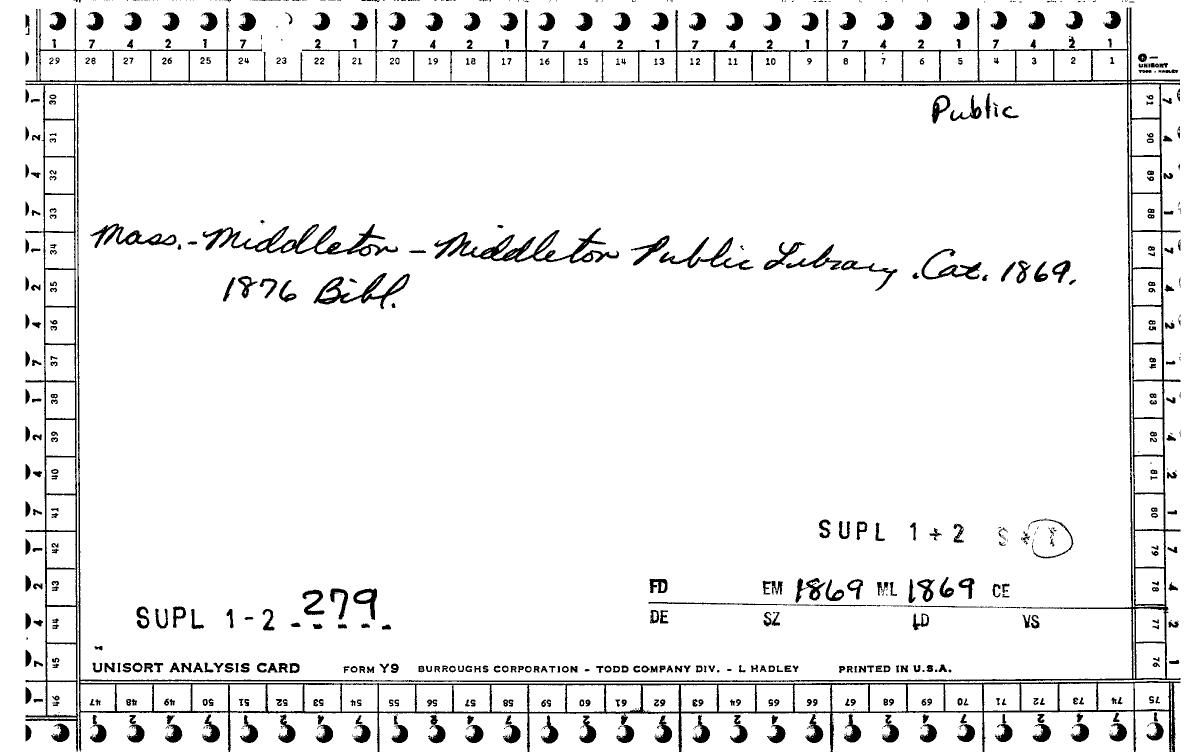 1 7 4 2 1 7 2 1 7 4 2 1 7 4 2 1 7 4 2 1 7 4 2 1 7 4 2 1
29 28 27 26 25 24 23 22 21 20 19 18 17 16 15 14 13 12 11 10 9 8 7 6 5 4 3 2 1
UNISORT
TODD - HADLEY
Public
Mass. - Middleton - Middleton Public Library. Cat. 1869.
1876 Bibl.
SUPL 1 + 2
FD EM 1869 ML 1869 CE
SUPL 1-2 279
DE SZ LD VS
UNISORT ANALYSIS CARD FORM Y9 BURROUGHS CORPORATION - TODD COMPANY DIV. - L HADLEY PRINTED IN U.S.A.
1 2 4 7 1 2 4 7 1 2 4 7 1 2 4 7 1
30 31 32 33 34 35 36 37 38 39 40 41 42 43 44 45 46
47 48 49 50 51 52 53 54 55 56 57 58 59 60 61 62 63 64 65 66 67 68 69 70 71 72 73 74 75
91 90 89 88 87 86 85 84 83 82 81 80 79 78 77 76
7 4 2 1 7 4 2 1 7 4 2 1 7 4 2 1